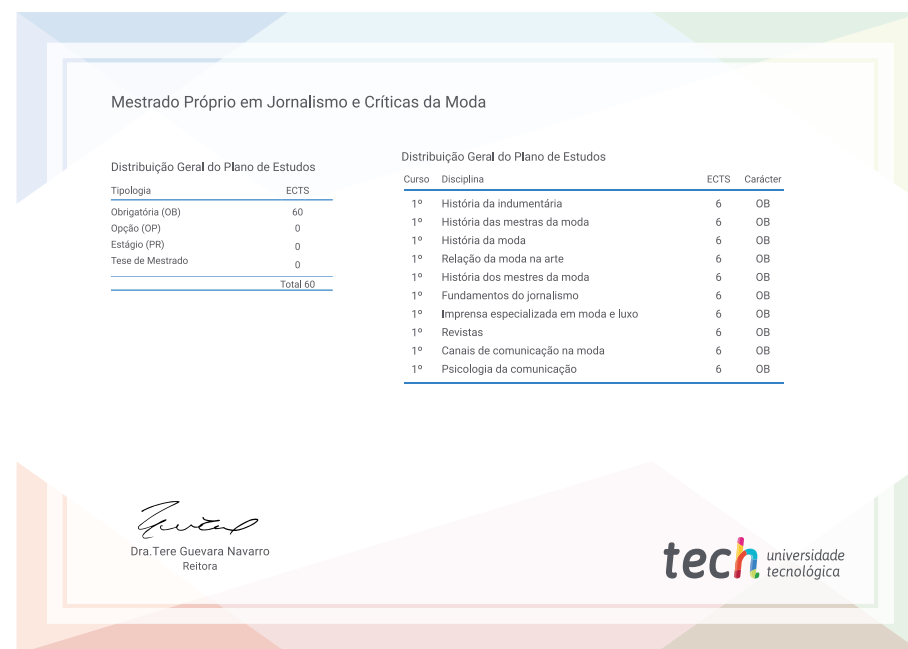 Mestrado Próprio em Jornalismo e Críticas da Moda
Distribuição Geral do Plano de Estudos
Tipologia ECTS
Obrigatória (OB) 60
Opção (OP) 0
Estágio (PR) 0
Tese de Mestrado 0
Total 60
Distribuição Geral do Plano de Estudos
Curso Disciplina ECTS Carácter
1º História da indumentária 6 OB
1º História das mestras da moda 6 OB
1º História da moda 6 OB
1º Relação da moda na arte 6 OB
1º História dos mestres da moda 6 OB
1º Fundamentos do jornalismo 6 OB
1º Imprensa especializada em moda e luxo 6 OB
1º Revistas 6 OB
1º Canais de comunicação na moda 6 OB
1º Psicologia da comunicação 6 OB
Dra.Tere Guevara Navarro
Reitora
tech universidade
tecnológica